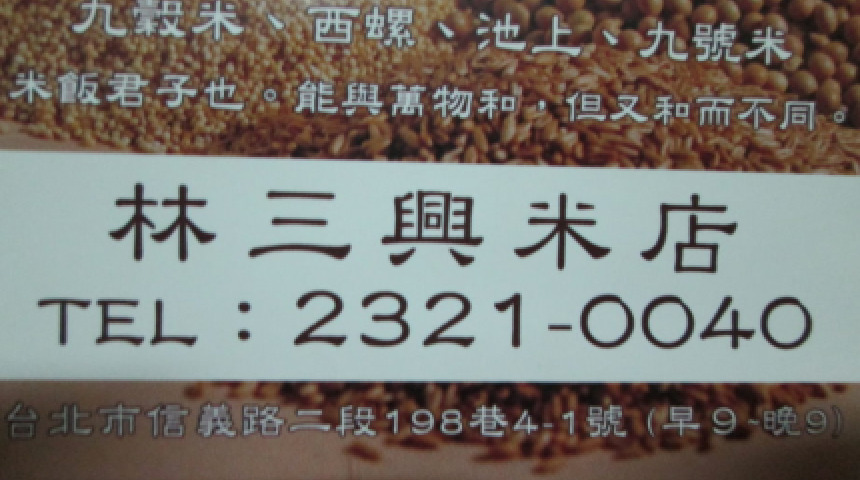 九穀米、西螺、池上、九號米
米飯君子也。能與萬物和，但又和而不同。
林三興米店
TEL：2321-0040
台北市信義路二段198巷4-1號 (早9~晚9)